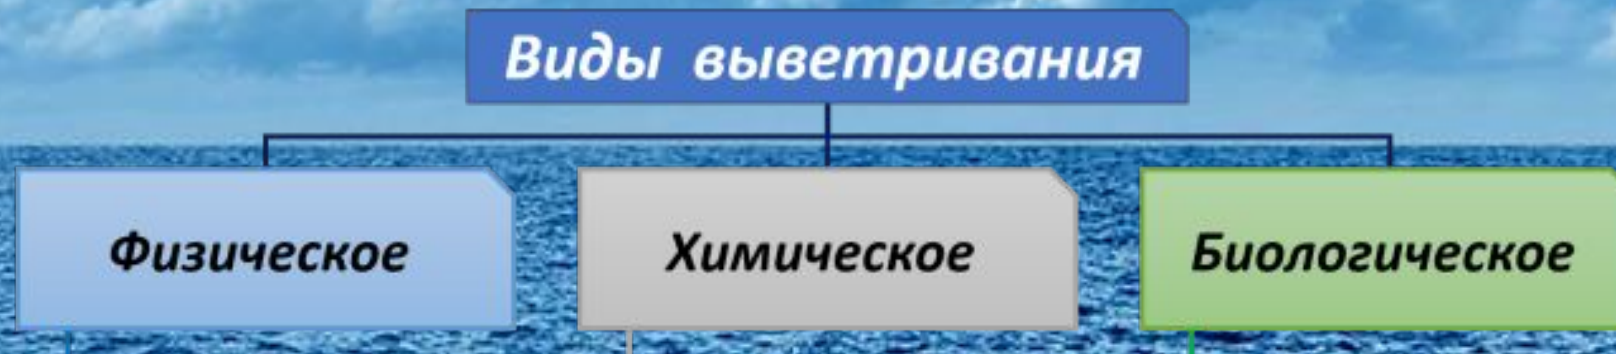 Виды выветривания
Физическое
Химическое
Биологическое